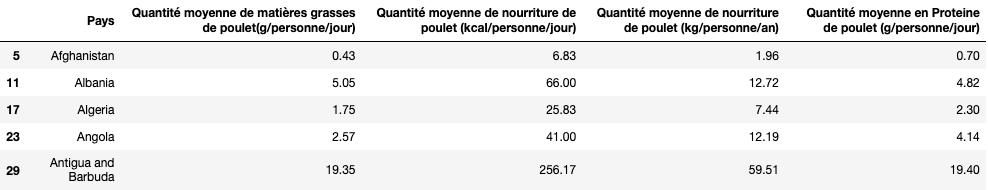 Pays Quantité moyenne de matières grasses de poulet(g/personne/jour) Quantité moyenne de nourriture de poulet (kcal/personne/jour) Quantité moyenne de nourriture de poulet (kg/personne/an) Quantité moyenne en Proteine de poulet (g/personne/jour)
5 Afghanistan 0.43 6.83 1.96 0.70
11 Albania 5.05 66.00 12.72 4.82
17 Algeria 1.75 25.83 7.44 2.30
23 Angola 2.57 41.00 12.19 4.14
29 Antigua and Barbuda 19.35 256.17 59.51 19.40